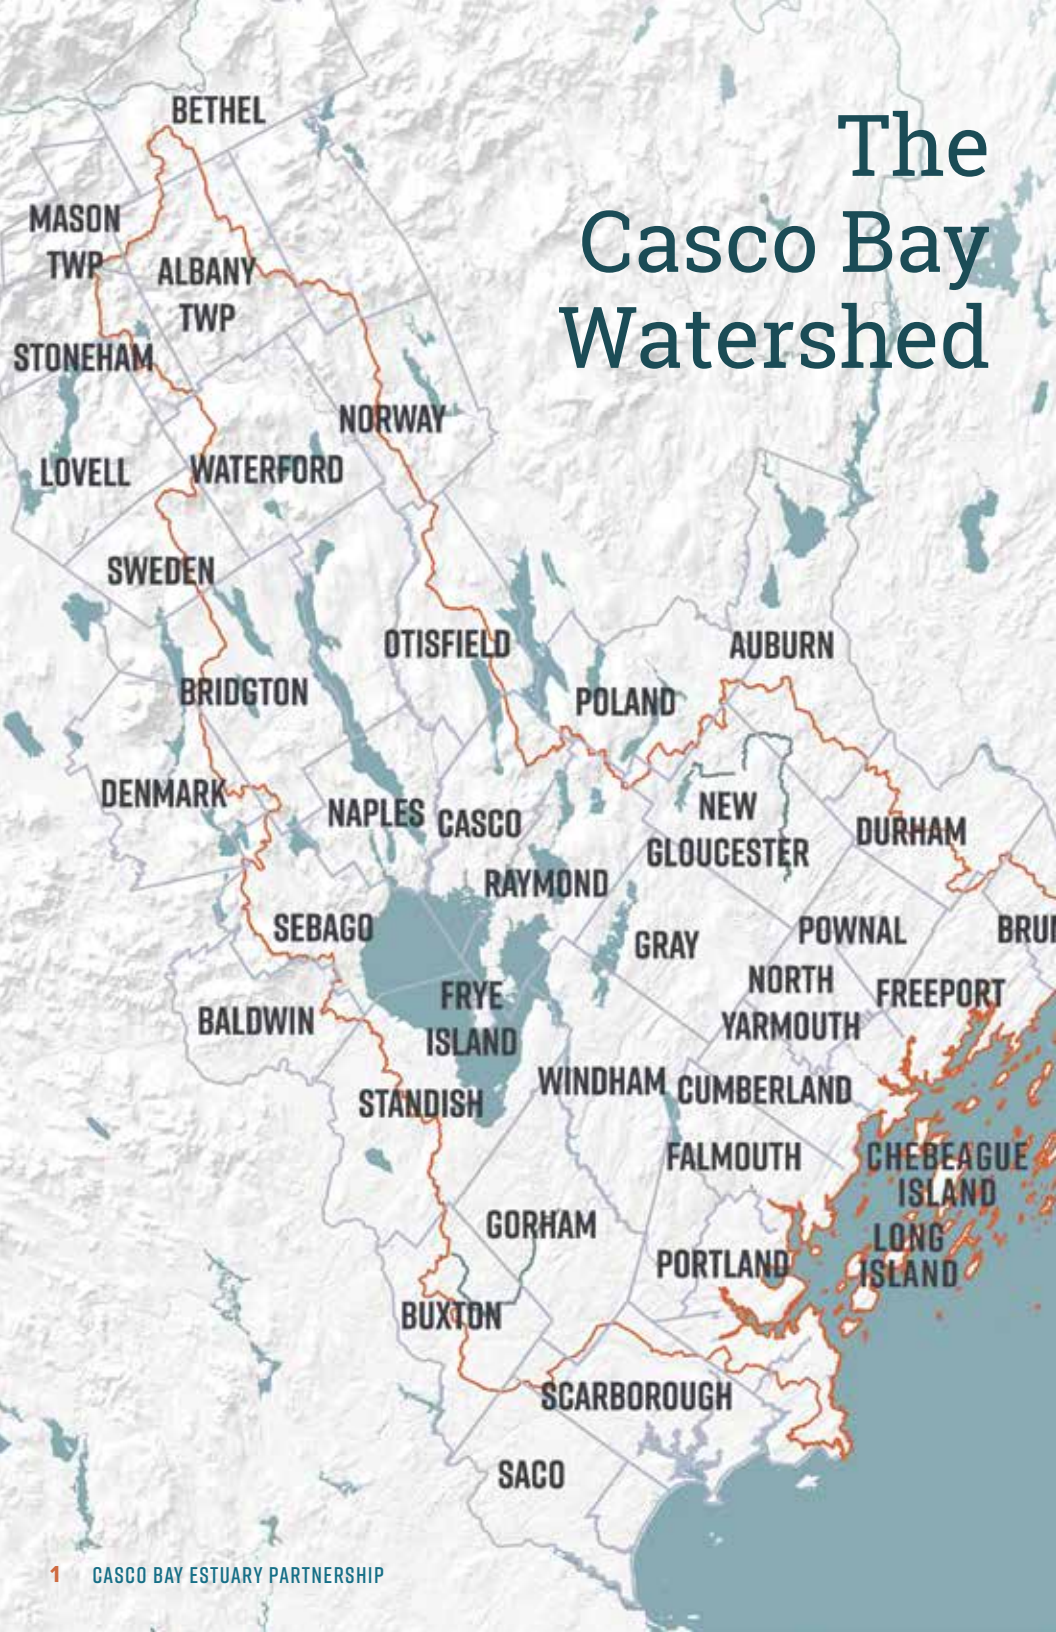 The
Casco Bay
Watershed
BETHEL
MASON
TWP
ALBANY
TWP
STONEHAM
NORWAY
LOVELL
WATERFORD
SWEDEN
OTISFIELD
AUBURN
BRIDGTON
POLAND
DENMARK
NAPLES
CASCO
NEW
GLOUCESTER
DURHAM
RAYMOND
SEBAGO
GRAY
POWNAL
BRUN
NORTH
YARMOUTH
FREEPORT
FRYE
ISLAND
BALDWIN
WINDHAM
CUMBERLAND
STANDISH
FALMOUTH
CHEBEAGUE
ISLAND
GORHAM
LONG
ISLAND
PORTLAND
BUXTON
SCARBOROUGH
SACO
1 CASCO BAY ESTUARY PARTNERSHIP